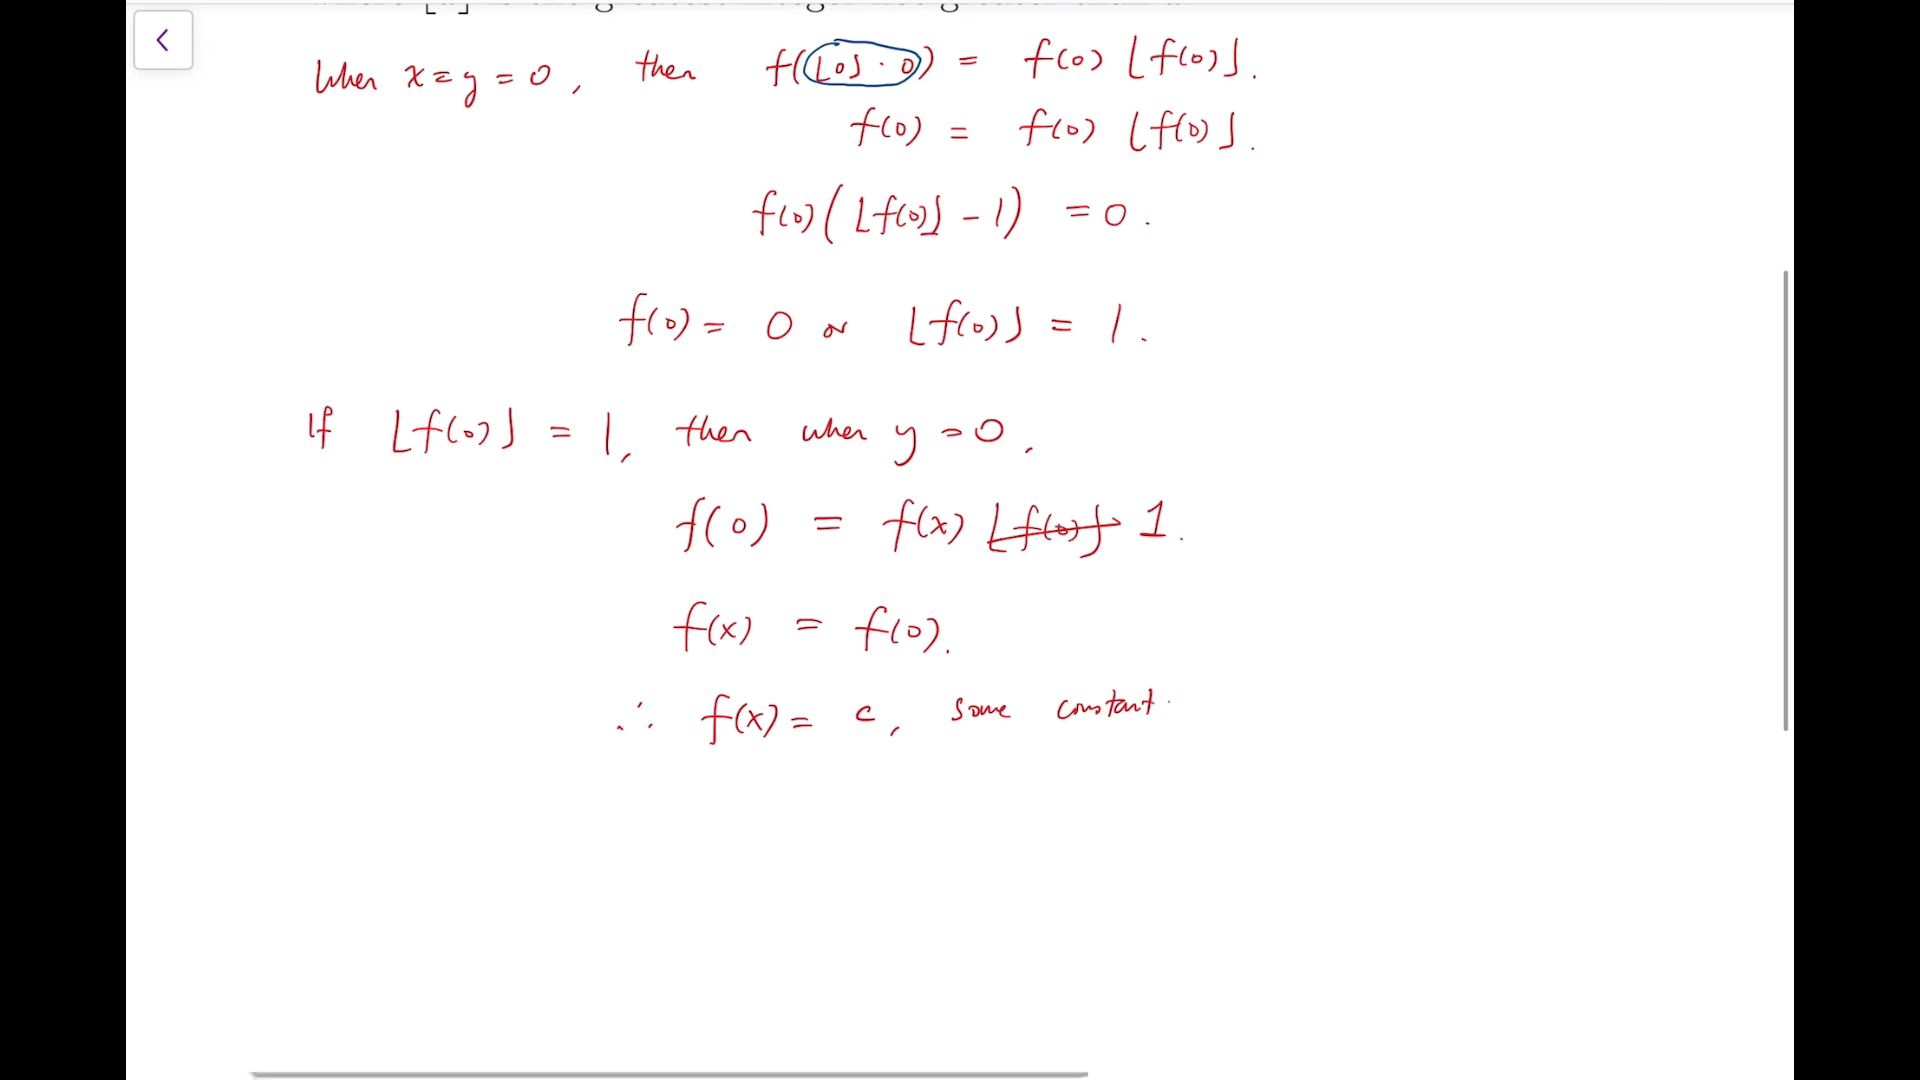 When x = y = 0, then f(⌊0⌋ · 0) = f(0) ⌊f(0)⌋.
f(0) = f(0) ⌊f(0)⌋.
f(0) (⌊f(0)⌋ - 1) = 0.
f(0) = 0 or ⌊f(0)⌋ = 1.
If ⌊f(0)⌋ = 1, then when y = 0,
f(0) = f(x) ⌊f(0)⌋ 1.
f(x) = f(0).
∴ f(x) = c, some constant.